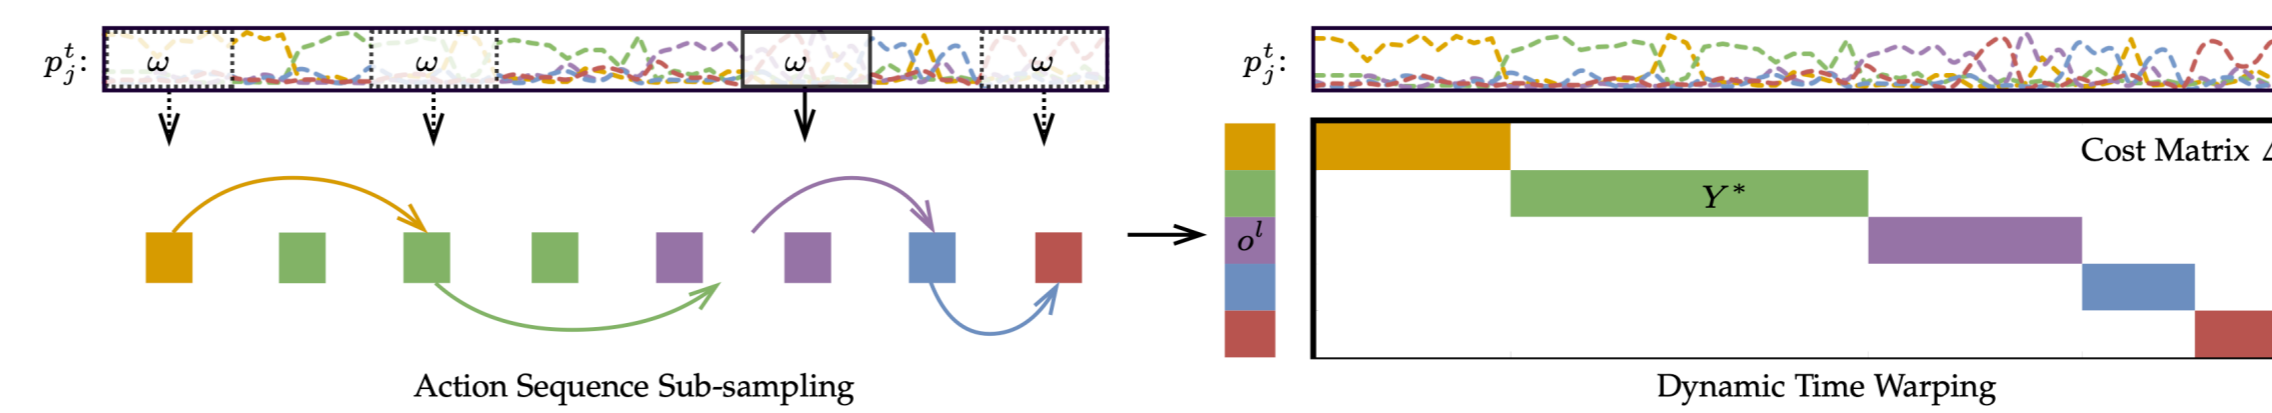 p_j^t: ω ω ω ω
p_j^t:
Cost Matrix
Y*
o^l
Action Sequence Sub-sampling
Dynamic Time Warping